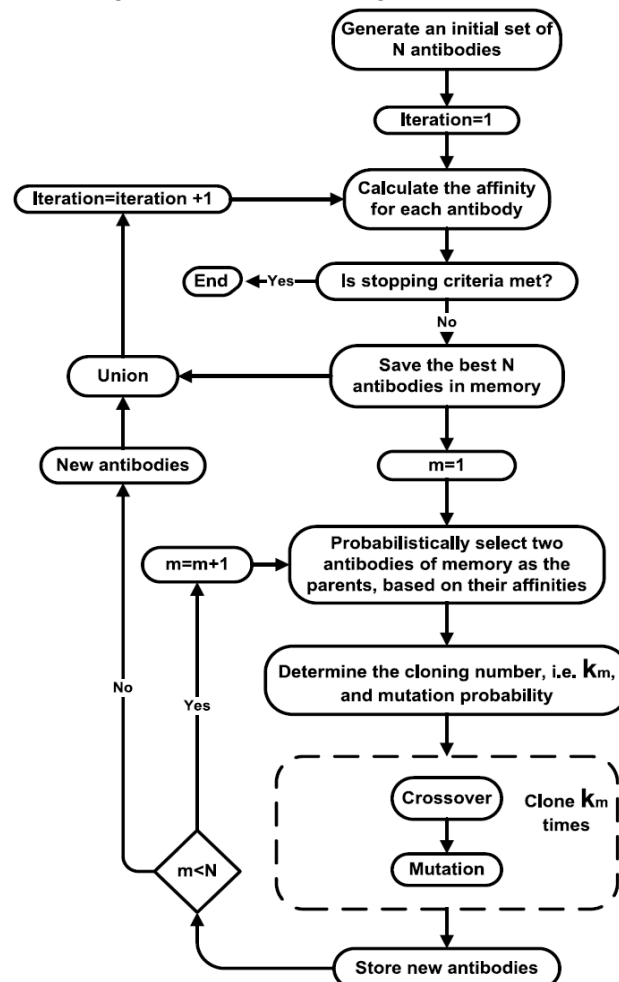 Generate an initial set of
N antibodies
Iteration=1
Iteration=iteration +1
Calculate the affinity
for each antibody
End
Yes
Is stopping criteria met?
No
Union
Save the best N
antibodies in memory
New antibodies
m=1
m=m+1
Probabilistically select two
antibodies of memory as the
parents, based on their affinities
Determine the cloning number, i.e. km,
and mutation probability
No
Yes
Crossover
Clone km
times
Mutation
m<N
Store new antibodies